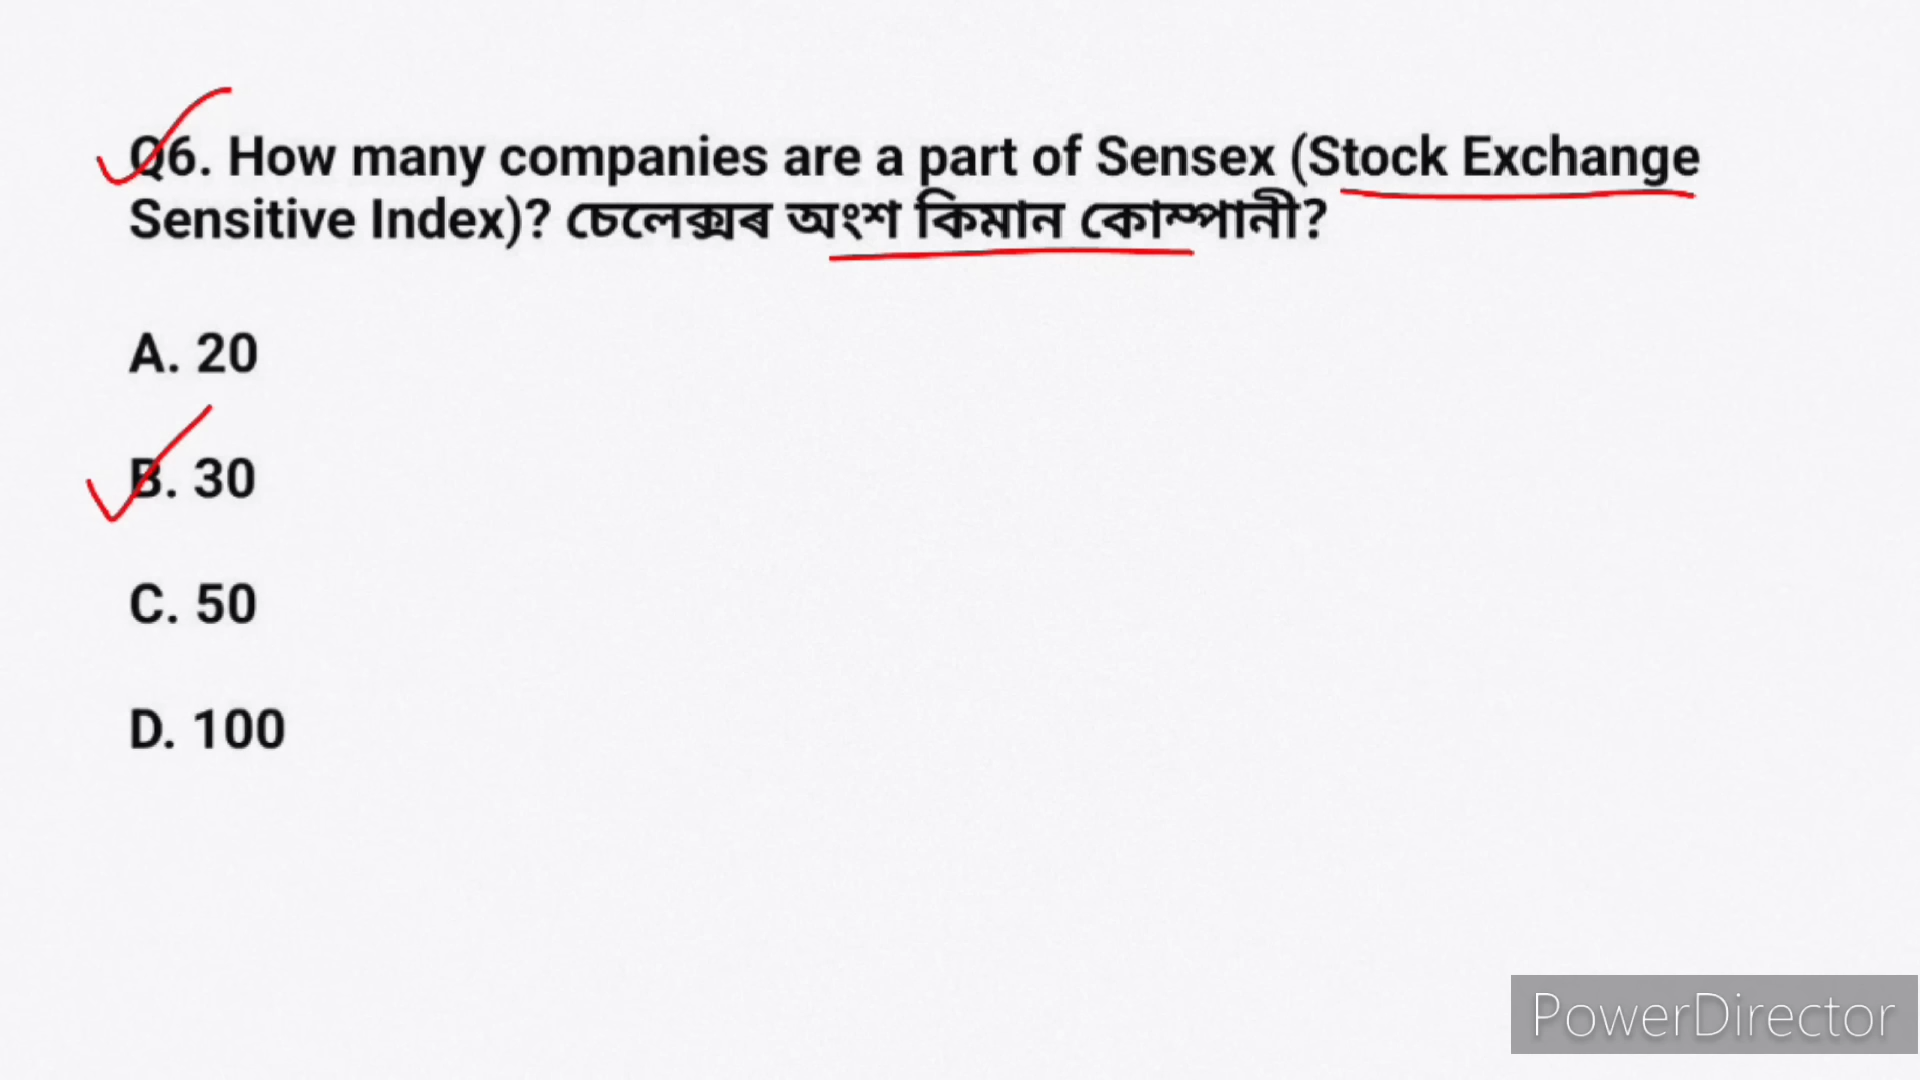 Q6. How many companies are a part of Sensex (Stock Exchange
Sensitive Index)? চেলেক্সৰ অংশ কিমান কোম্পানী?
A. 20
B. 30
C. 50
D. 100
PowerDirector